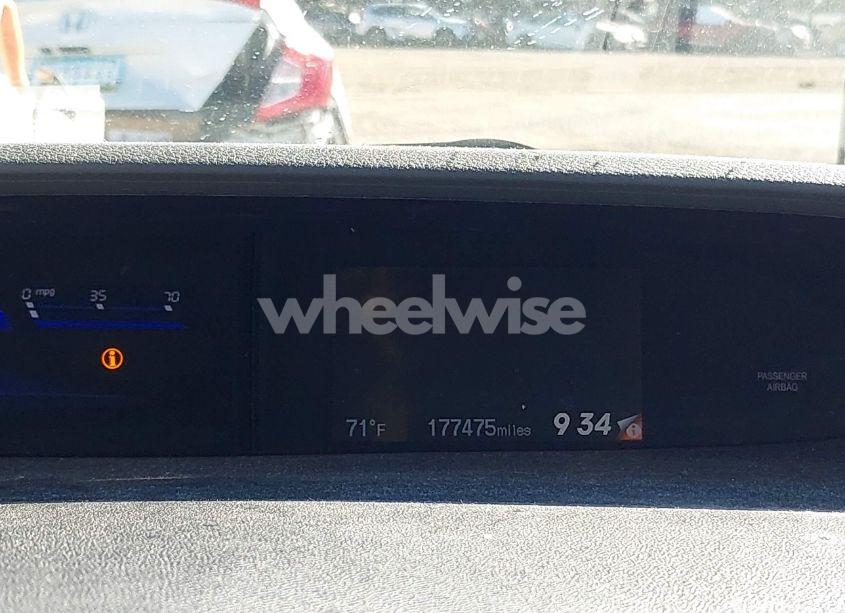 0 mpg 35 70
wheelwise
PASSENGER
AIRBAG
71°F 177475 miles 9 34